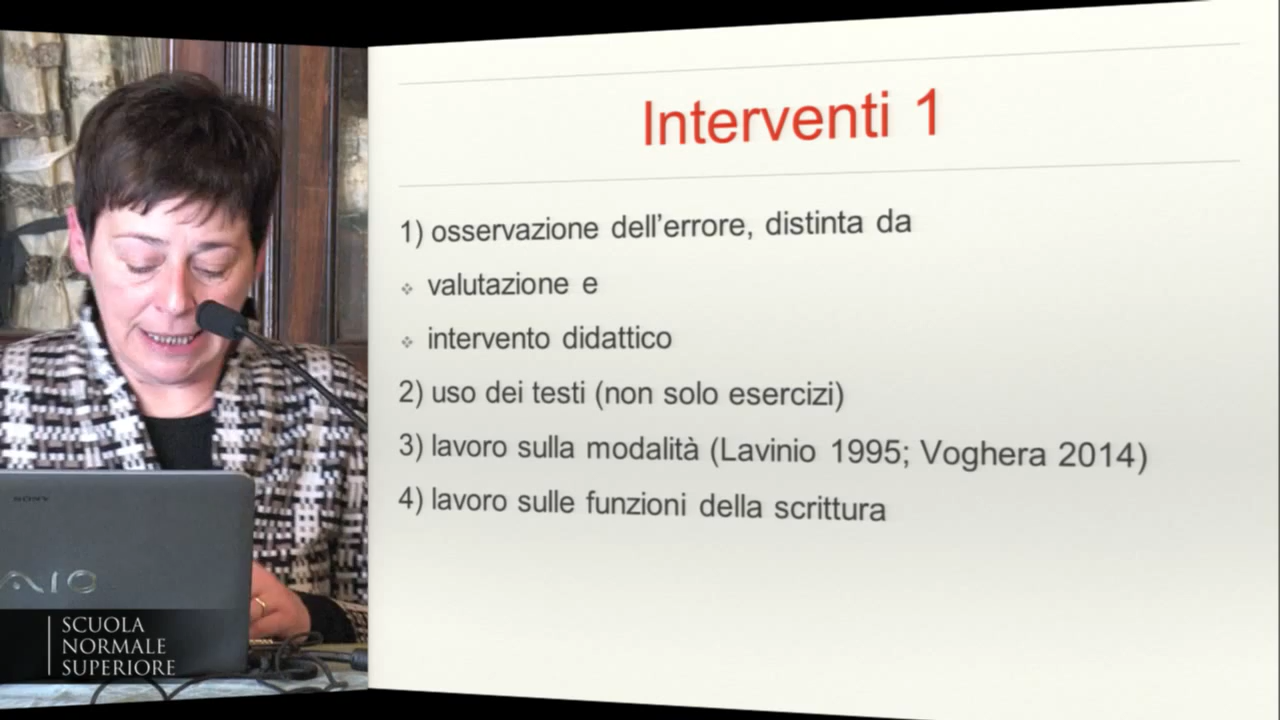 Interventi 1
1) osservazione dell'errore, distinta da
valutazione e
intervento didattico
2) uso dei testi (non solo esercizi)
3) lavoro sulla modalità (Lavinio 1995; Voghera 2014)
4) lavoro sulle funzioni della scrittura
SONY
VAIO
SCUOLA
NORMALE
SUPERIORE